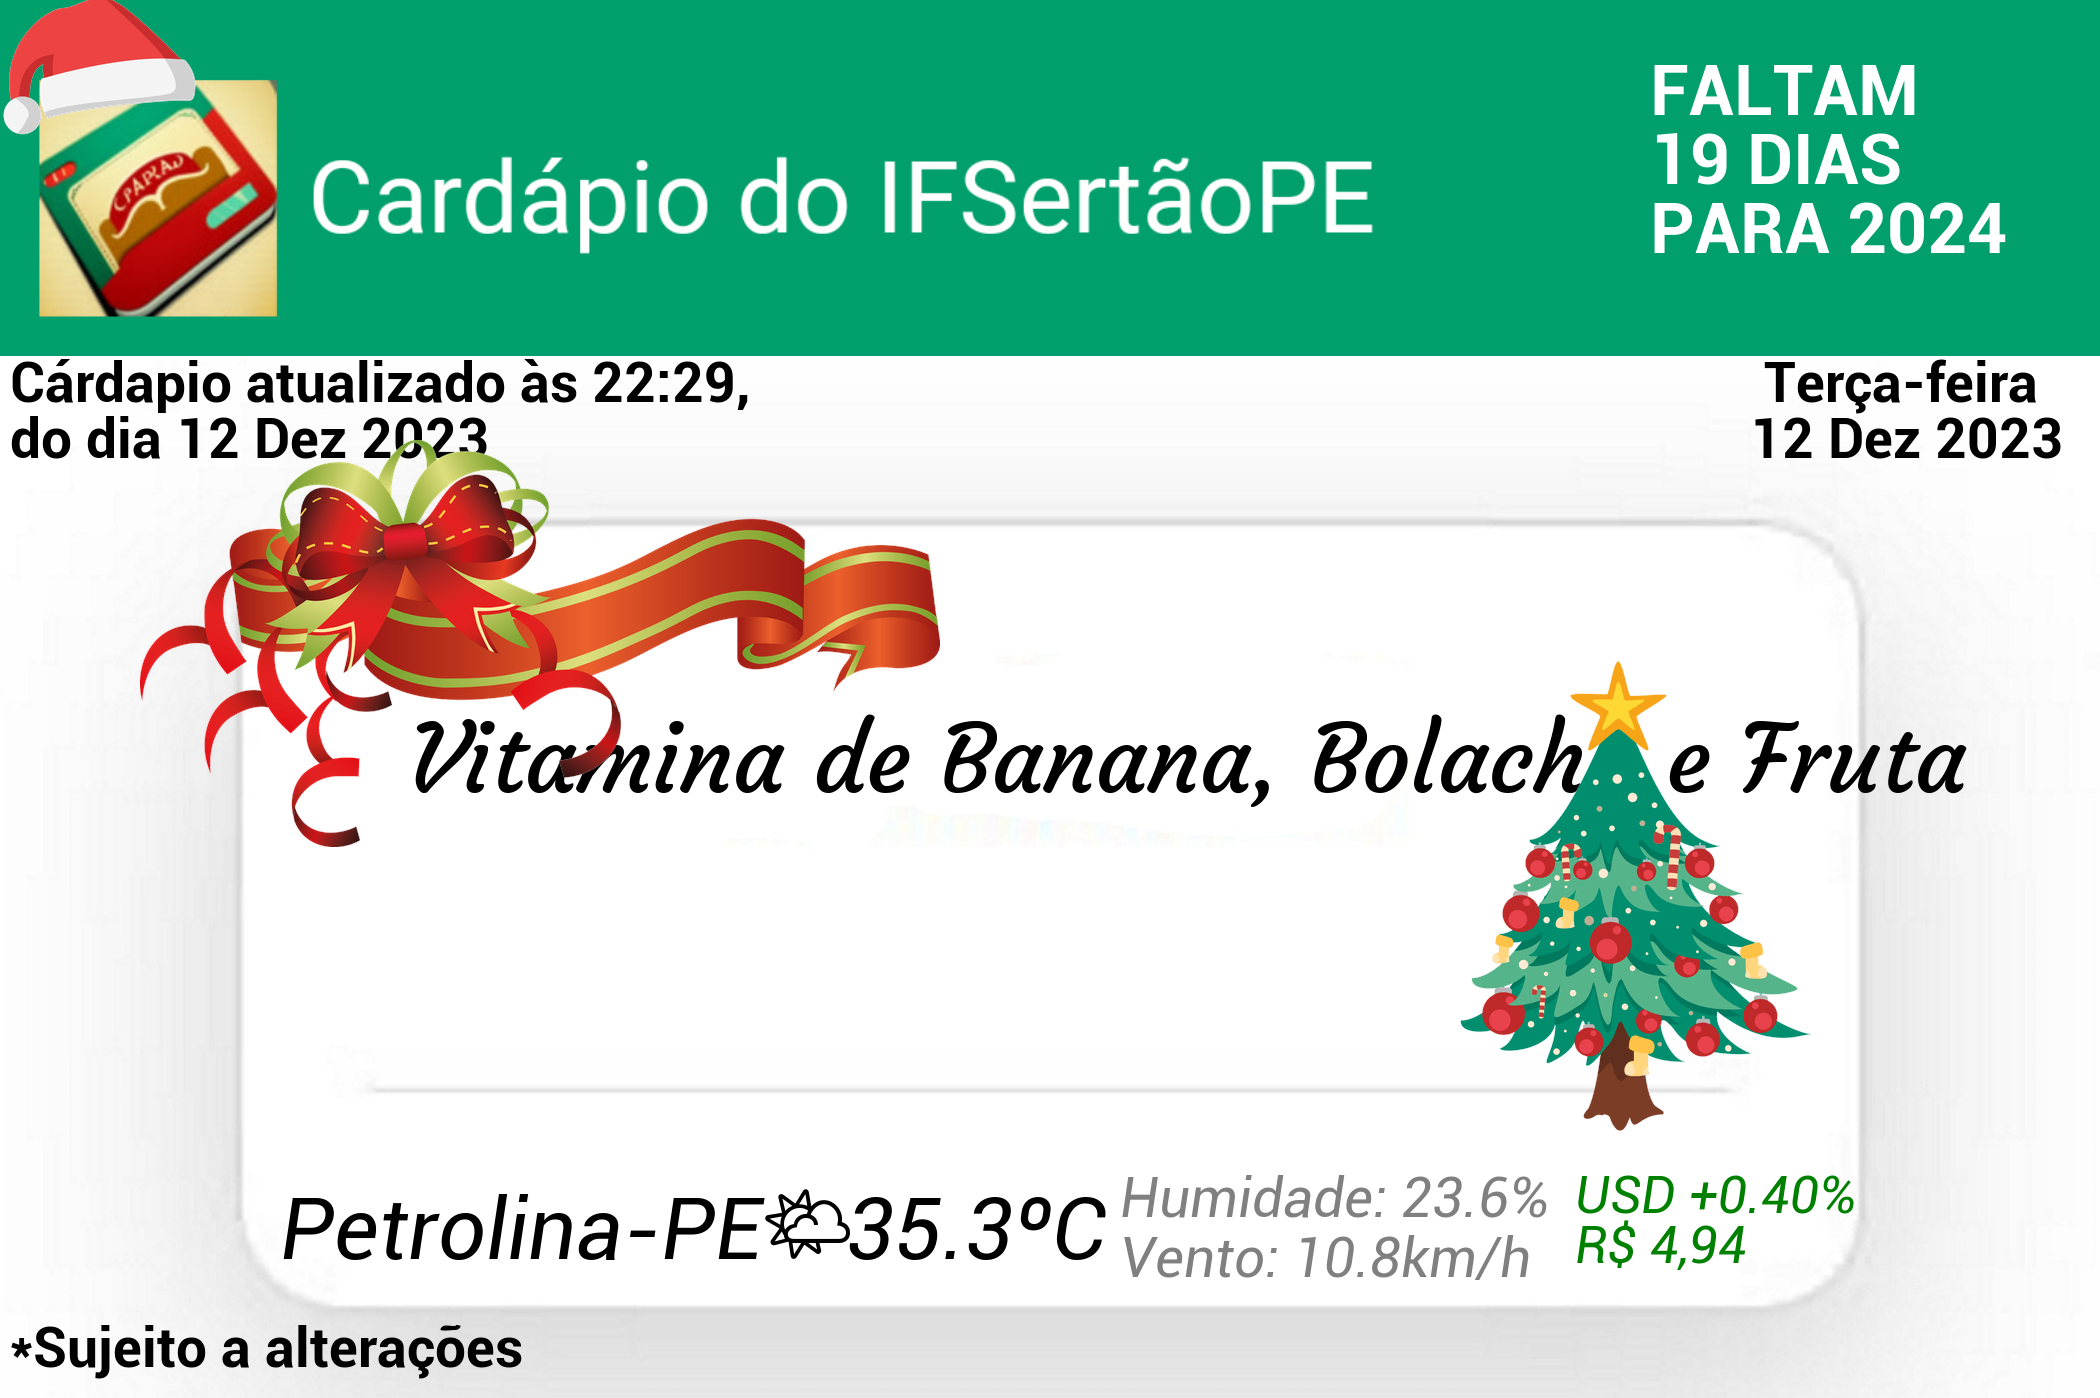 Cardápio do IFSertãoPE
FALTAM
19 DIAS
PARA 2024
Cárdapio atualizado às 22:29,
do dia 12 Dez 2023
Terça-feira
12 Dez 2023
Vitamina de Banana, Bolach e Fruta
Petrolina-PE 35.3ºC
Humidade: 23.6%
Vento: 10.8km/h
USD +0.40%
R$ 4,94
*Sujeito a alterações